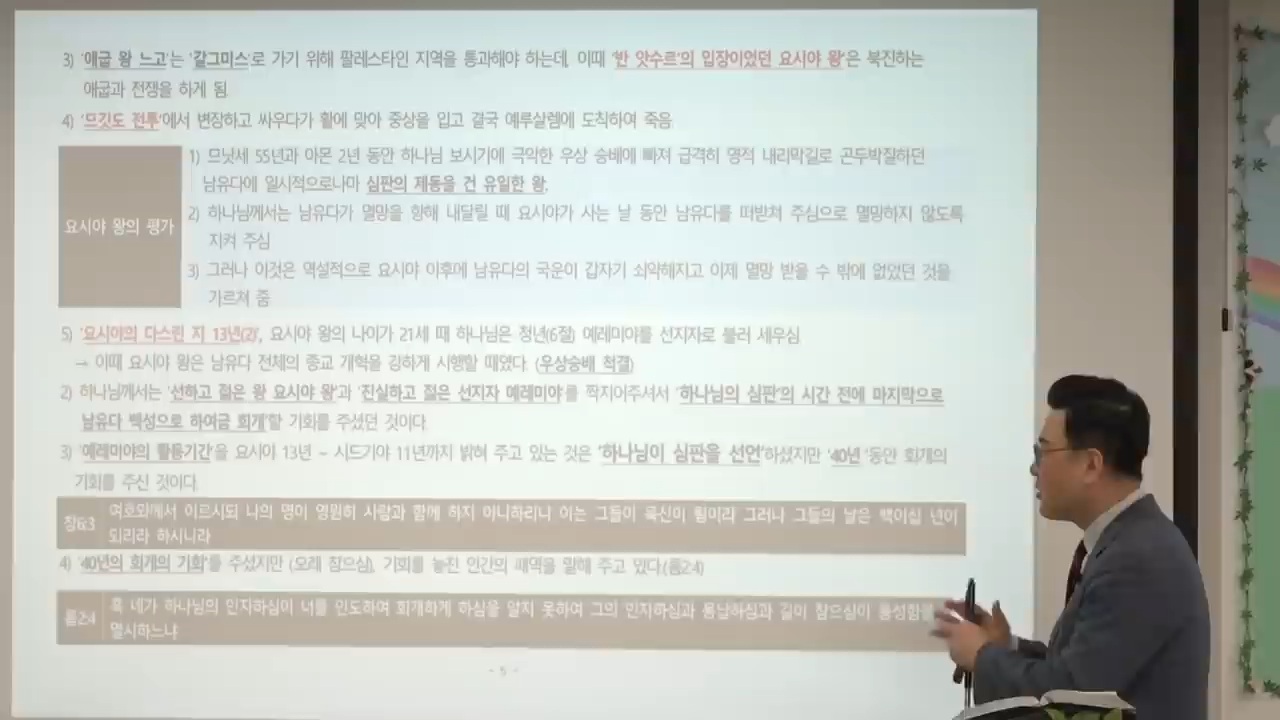 3) '애굽 왕 느고'는 '갈그미스'로 가기 위해 팔레스타인 지역을 통과해야 하는데, 이때 '반 앗수르'의 입장이었던 요시야 왕'은 북진하는
애굽과 전쟁을 하게 됨
4) '므깃도 전투'에서 변장하고 싸우다가 활에 맞아 중상을 입고 결국 예루살렘에 도착하여 죽음
요시야 왕의 평가
1) 므낫세 55년과 아몬 2년 동안 하나님 보시기에 극악한 우상 숭배에 빠져 급격히 영적 내리막길로 곤두박질하던
남유다에 일시적으로나마 심판의 제동을 건 유일한 왕.
2) 하나님께서는 남유다가 멸망을 향해 내달릴 때 요시야가 사는 날 동안 남유다를 떠받쳐 주심으로 멸망하지 않도록
지켜 주심
3) 그러나 이것은 역설적으로 요시야 이후에 남유다의 국운이 갑자기 쇠약해지고 이제 멸망 받을 수 밖에 없었던 것을
가르쳐 줌
5) '요시야의 다스린 지 13년(2)', 요시야 왕의 나이가 21세 때 하나님은 청년(6절) 예레미야를 선지자로 불러 세우심
→ 이때 요시야 왕은 남유다 전체의 종교 개혁을 강하게 시행할 때였다. (우상숭배 척결)
2) 하나님께서는 '선하고 젊은 왕 요시야 왕'과 '진실하고 젊은 선지자 예레미야'를 짝지어주셔서 '하나님의 심판'의 시간 전에 마지막으로
남유다 백성으로 하여금 회개'할 기회를 주셨던 것이다
3) '예레미야의 활동기간'을 요시야 13년 ~ 시드기야 11년까지 밝혀 주고 있는 것은 '하나님이 심판을 선언'하셨지만 '40년 '동안 회개의
기회를 주신 것이다.
창6:3
여호와께서 이르시되 나의 영이 영원히 사람과 함께 하지 아니하리니 이는 그들이 육신이 됨이라 그러나 그들의 날은 백이십 년이
되리라 하시니라
4) '40년의 회개의 기회'를 주셨지만 (오래 참으심), 기회를 놓친 인간의 패역을 말해 주고 있다.(롬2:4)
롬2:4
혹 네가 하나님의 인자하심이 너를 인도하여 회개하게 하심을 알지 못하여 그의 인자하심과 용납하심과 길이 참으심이 풍성함을
멸시하느냐
- 5 -